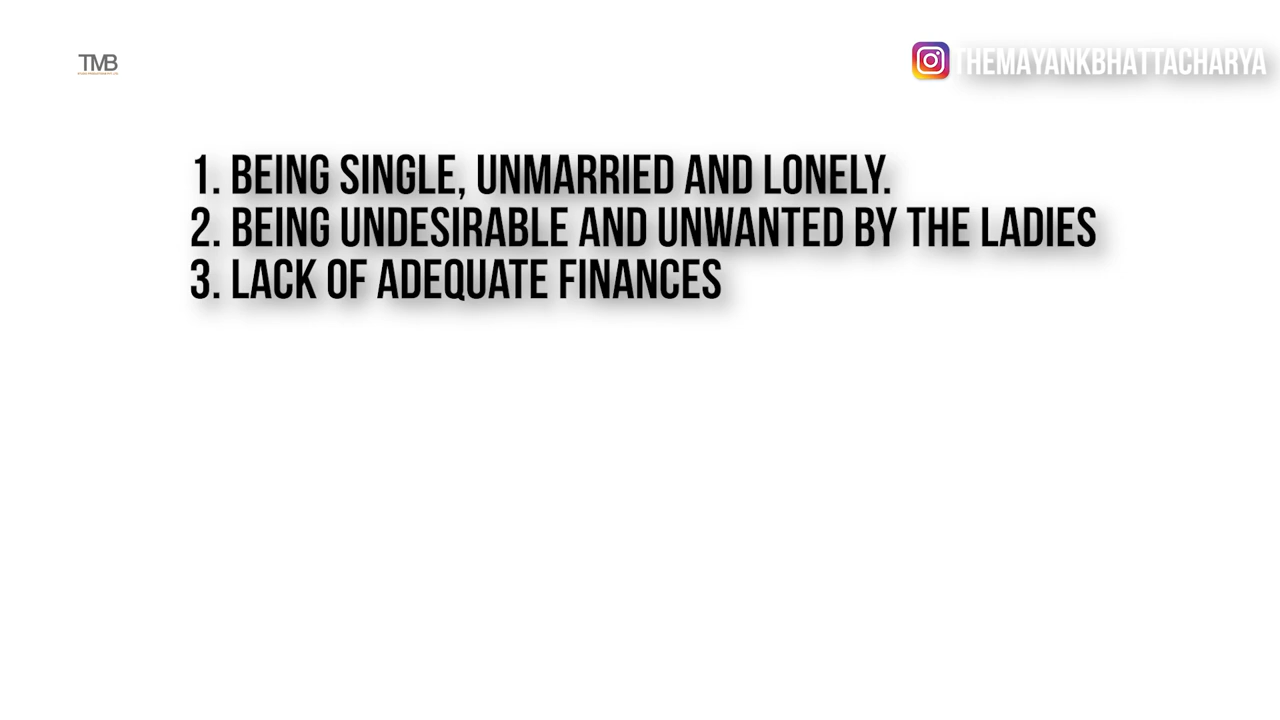 TMB
THEMAYANKBHATTACHARYA
1. BEING SINGLE, UNMARRIED AND LONELY.
2. BEING UNDESIRABLE AND UNWANTED BY THE LADIES
3. LACK OF ADEQUATE FINANCES